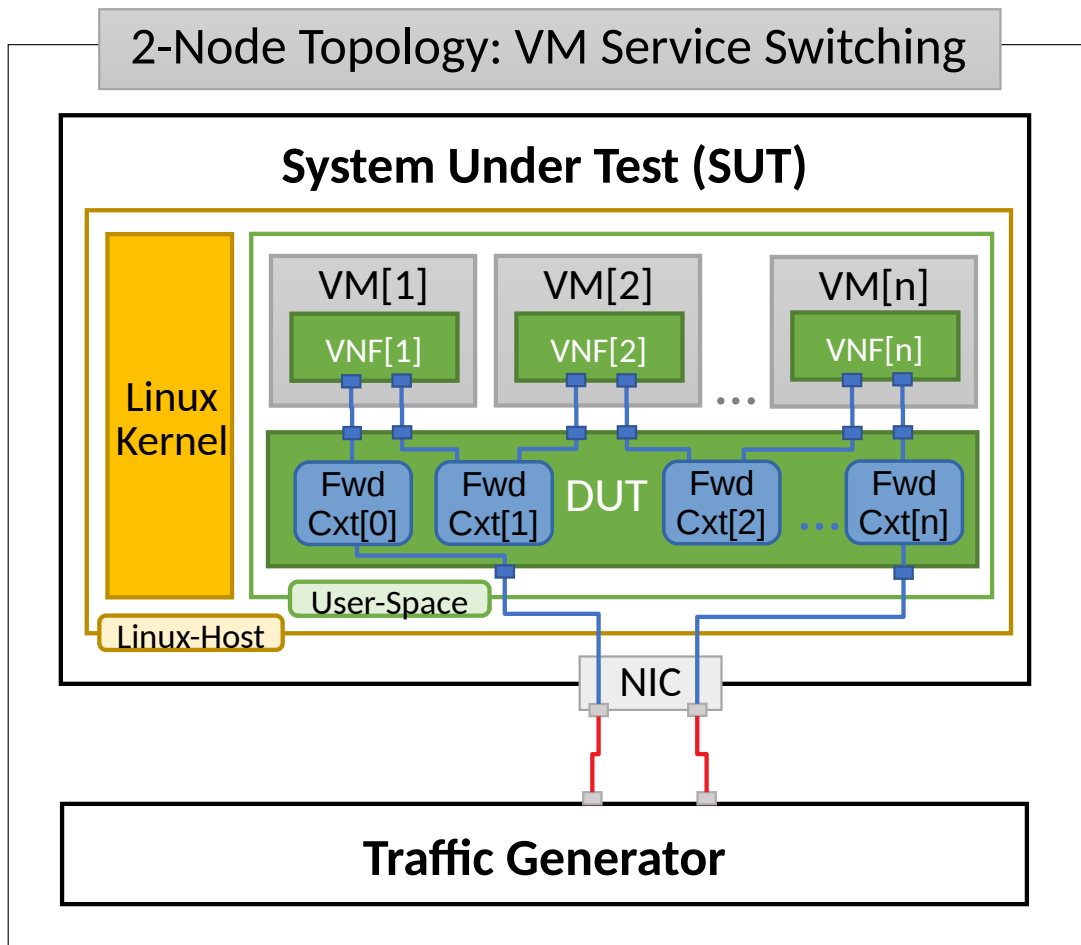 2-Node Topology: VM Service Switching
System Under Test (SUT)
Linux
Kernel
VM[1]
VNF[1]
VM[2]
VNF[2]
...
VM[n]
VNF[n]
Fwd
Cxt[0]
Fwd
Cxt[1]
DUT
Fwd
Cxt[2]
...
Fwd
Cxt[n]
User-Space
Linux-Host
NIC
Traffic Generator